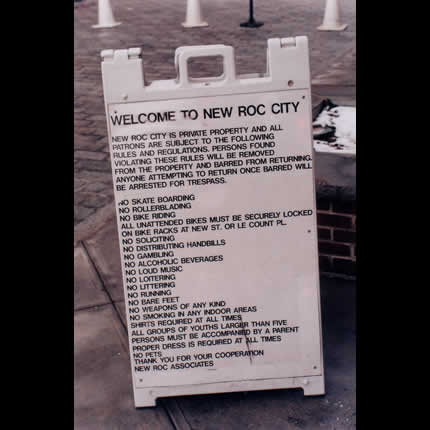 WELCOME TO NEW ROC CITY
NEW ROC CITY IS PRIVATE PROPERTY AND ALL
PATRONS ARE SUBJECT TO THE FOLLOWING
RULES AND REGULATIONS. PERSONS FOUND
VIOLATING THESE RULES WILL BE REMOVED
FROM THE PROPERTY AND BARRED FROM RETURNING.
ANYONE ATTEMPTING TO RETURN ONCE BARRED WILL
BE ARRESTED FOR TRESPASS.
NO SKATE BOARDING
NO ROLLERBLADING
NO BIKE RIDING
ALL UNATTENDED BIKES MUST BE SECURELY LOCKED
ON BIKE RACKS AT NEW ST. OR LE COUNT PL.
NO SOLICITING
NO DISTRIBUTING HANDBILLS
NO GAMBLING
NO ALCOHOLIC BEVERAGES
NO LOUD MUSIC
NO LOITERING
NO LITTERING
NO RUNNING
NO BARE FEET
NO WEAPONS OF ANY KIND
NO SMOKING IN ANY INDOOR AREAS
SHIRTS REQUIRED AT ALL TIMES
ALL GROUPS OF YOUTHS LARGER THAN FIVE
PERSONS MUST BE ACCOMPANIED BY A PARENT
PROPER DRESS IS REQUIRED AT ALL TIMES
NO PETS
THANK YOU FOR YOUR COOPERATION
NEW ROC ASSOCIATES